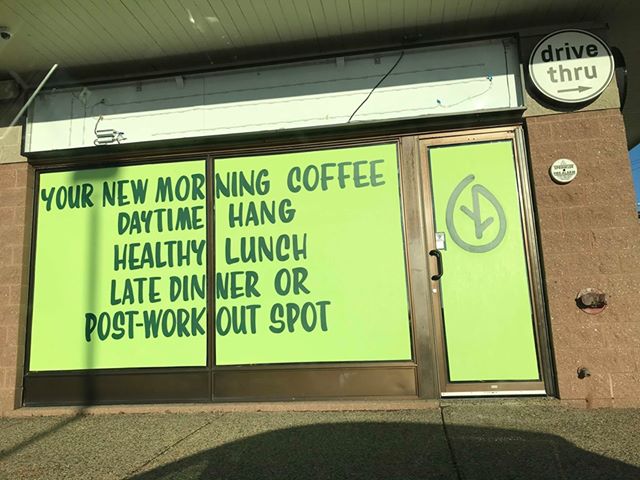 drive
thru
YOUR NEW MORNING COFFEE
DAYTIME HANG
HEALTHY LUNCH
LATE DINNER OR
POST-WORKOUT SPOT